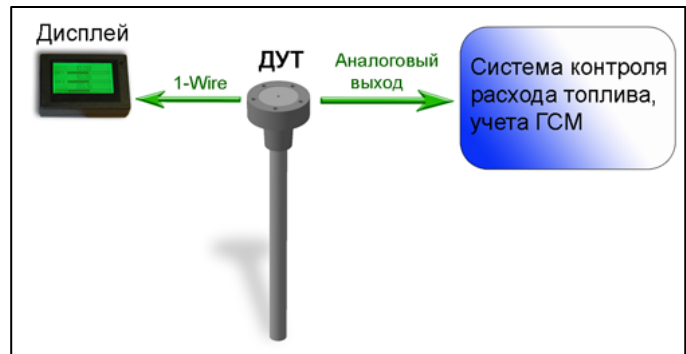 Дисплей
1-Wire
ДУТ
Аналоговый
выход
Система контроля
расхода топлива,
учета ГСМ